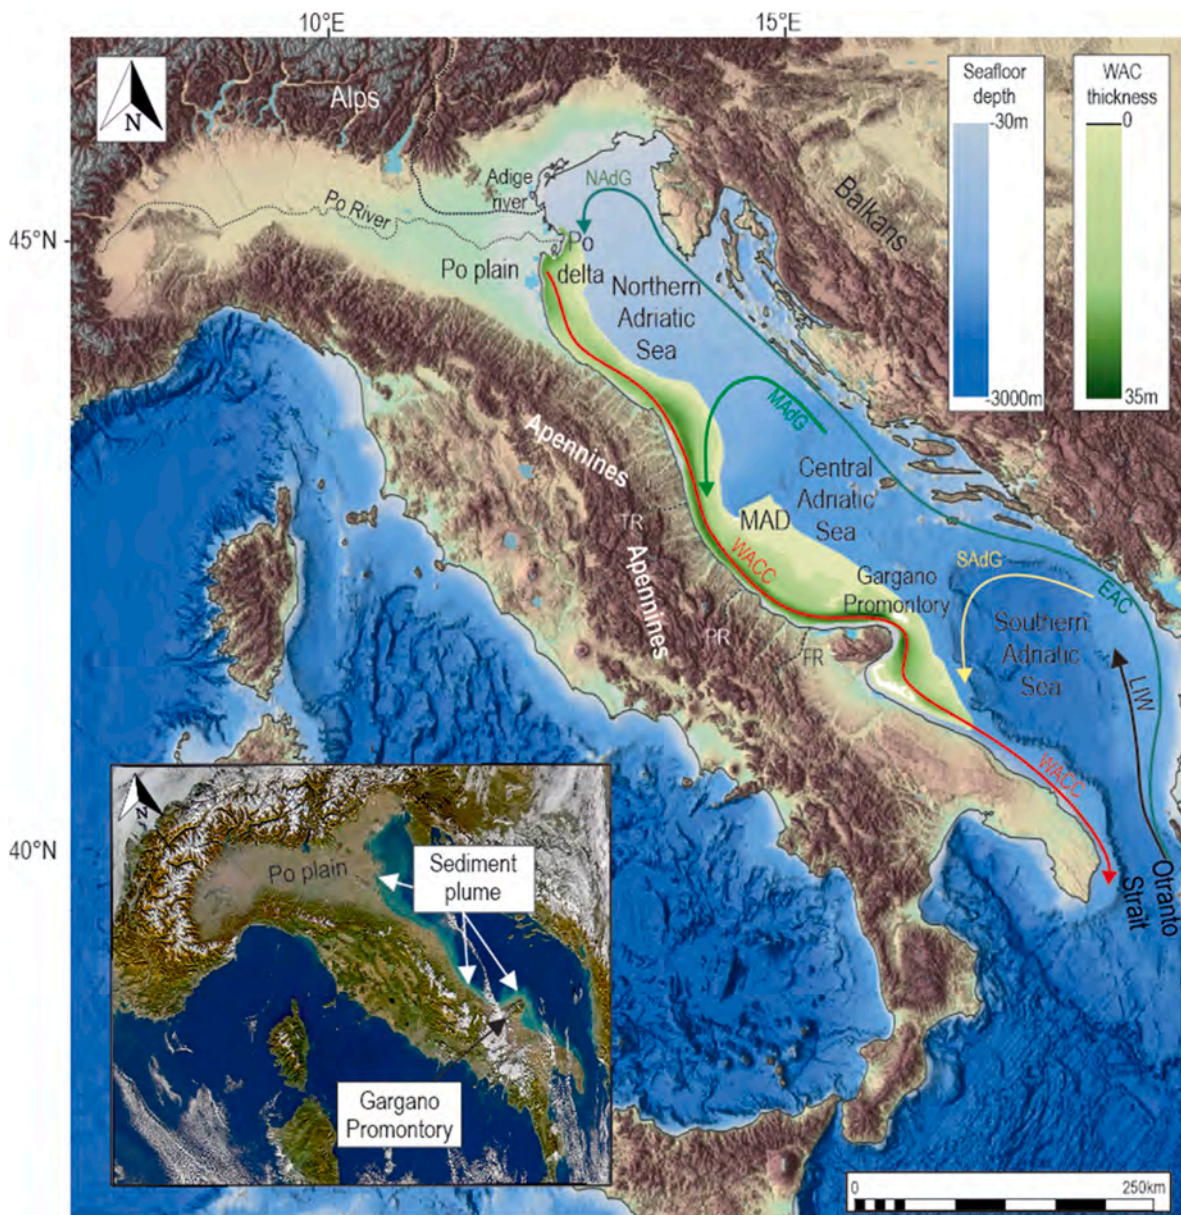 10°E
15°E
45°N
40°N
N
Alps
Balkans
Seafloor
depth
-30m
-3000m
WAC
thickness
0
35m
Adige
river
NAdG
Po River
Po plain
Po
delta
Northern
Adriatic
Sea
MAdG
Apennines
Central
Adriatic
Sea
TR
MAD
Apennines
WACC
Gargano
Promontory
SAdG
EAC
Southern
Adriatic
Sea
PR
FR
LIW
WACC
Otranto
Strait
N
Po plain
Sediment
plume
Gargano
Promontory
0
250km